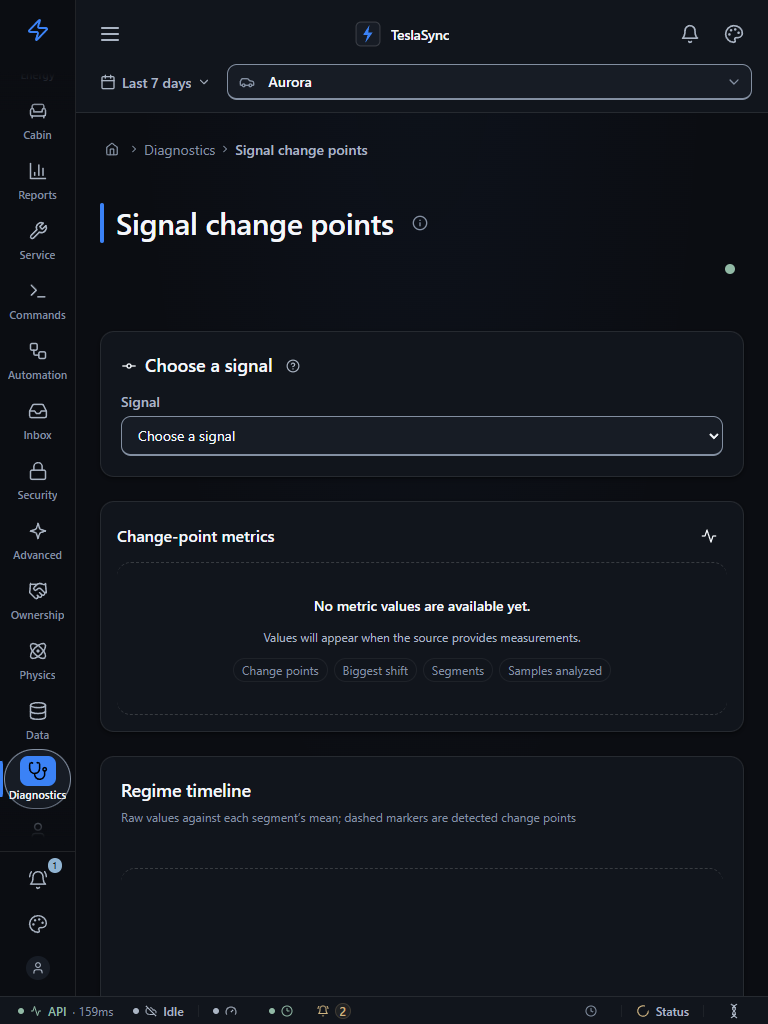 TeslaSync
Last 7 days
Aurora
Energy
Cabin
Reports
Service
Commands
Automation
Inbox
Security
Advanced
Ownership
Physics
Data
Diagnostics
1
Diagnostics
Signal change points
Signal change points
Choose a signal
Signal
Choose a signal
Change-point metrics
No metric values are available yet.
Values will appear when the source provides measurements.
Change points
Biggest shift
Segments
Samples analyzed
Regime timeline
Raw values against each segment's mean; dashed markers are detected change points
API · 159ms
Idle
2
Status